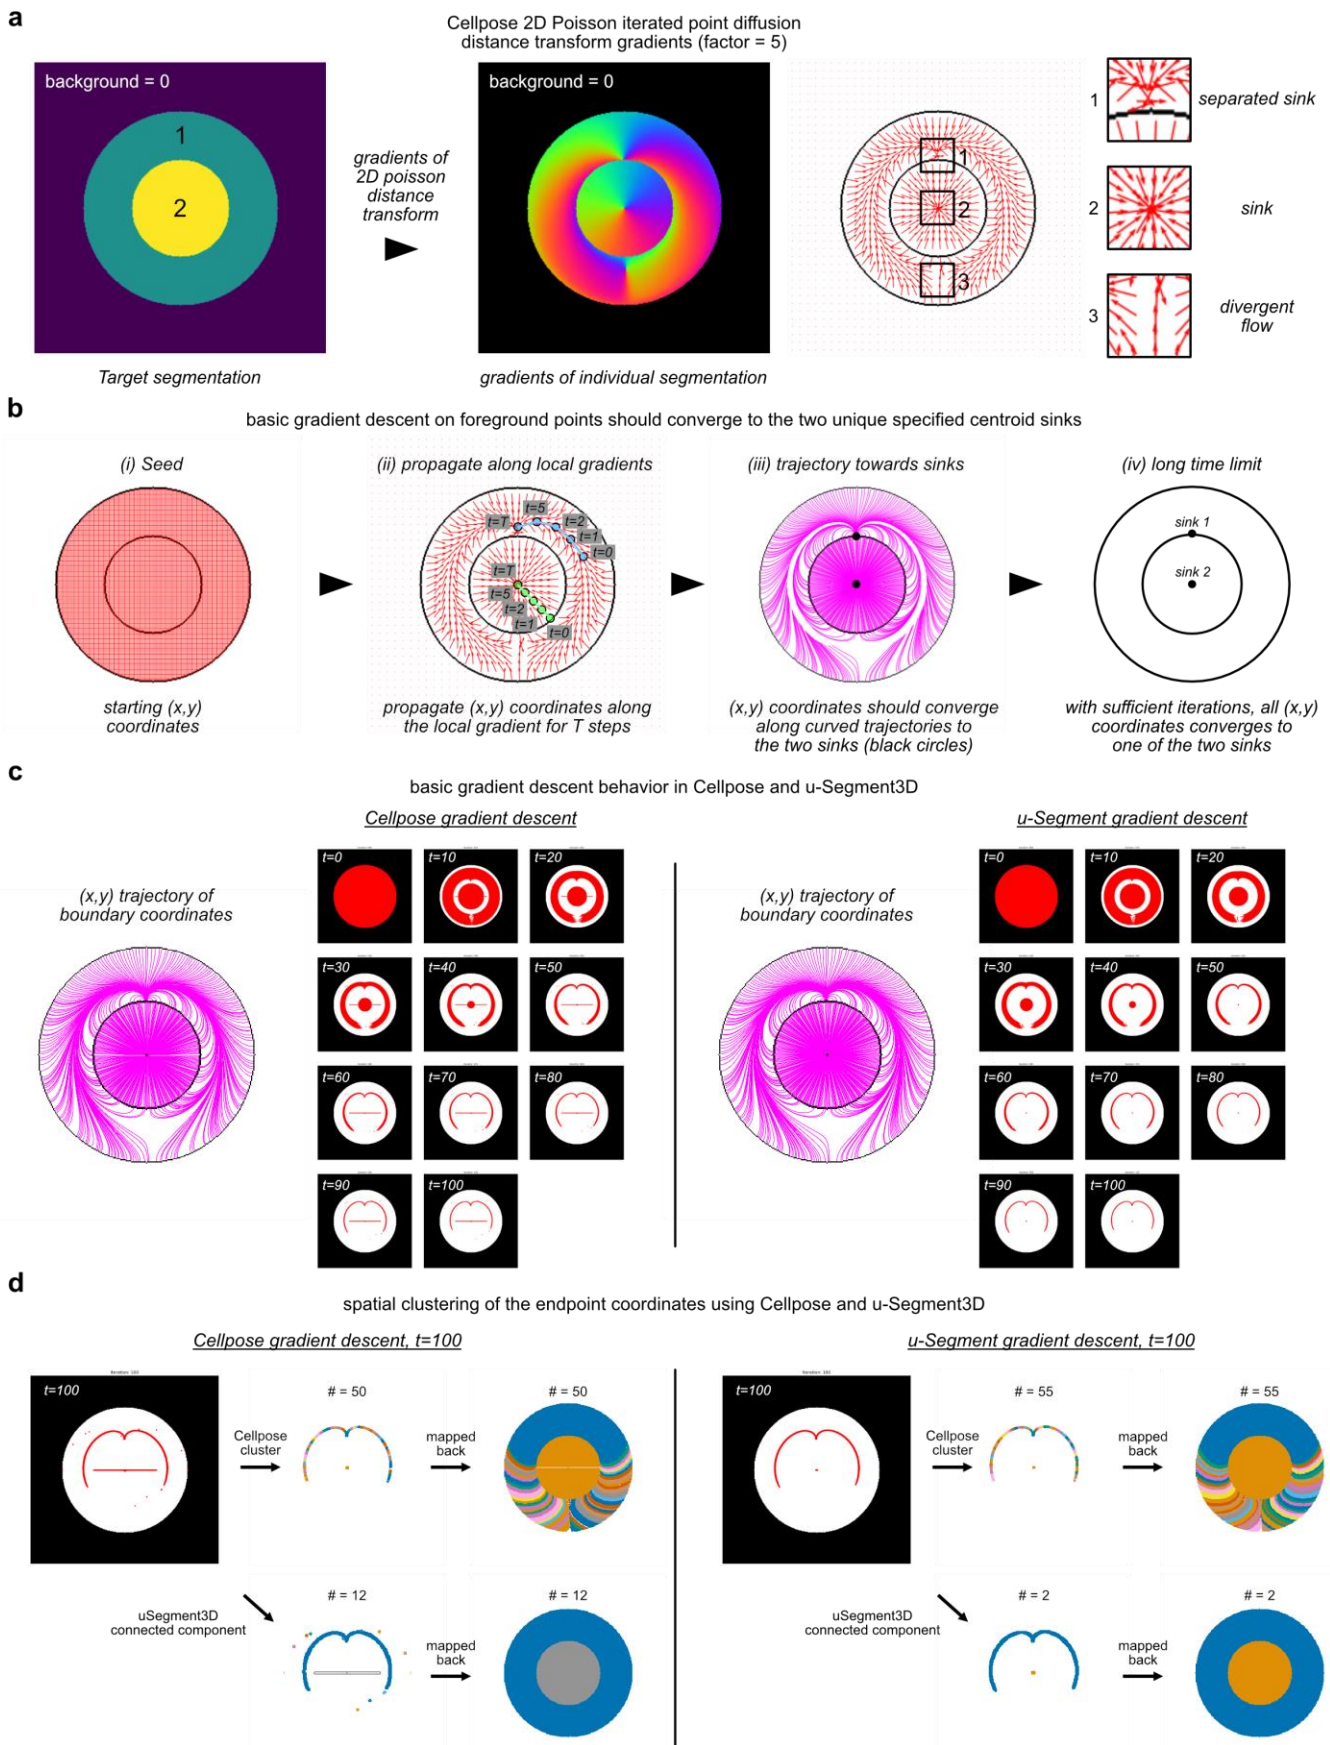 a
Cellpose 2D Poisson iterated point diffusion
distance transform gradients (factor = 5)
background = 0
1
2
Target segmentation
gradients of
2D poisson
distance
transform
background = 0
gradients of individual segmentation
1
2
3
1
separated sink
2
sink
3
divergent
flow
b
basic gradient descent on foreground points should converge to the two unique specified centroid sinks
(i) Seed
starting (x,y)
coordinates
(ii) propagate along local gradients
t=T
t=5
t=2
t=1
t=0
t=T
t=5
t=2
t=1
t=0
propagate (x,y) coordinates along
the local gradient for T steps
(iii) trajectory towards sinks
(x,y) coordinates should converge
along curved trajectories to
the two sinks (black circles)
(iv) long time limit
sink 1
sink 2
with sufficient iterations, all (x,y)
coordinates converges to
one of the two sinks
c
basic gradient descent behavior in Cellpose and u-Segment3D
Cellpose gradient descent
(x,y) trajectory of
boundary coordinates
t=0
t=10
t=20
t=30
t=40
t=50
t=60
t=70
t=80
t=90
t=100
u-Segment gradient descent
(x,y) trajectory of
boundary coordinates
t=0
t=10
t=20
t=30
t=40
t=50
t=60
t=70
t=80
t=90
t=100
d
spatial clustering of the endpoint coordinates using Cellpose and u-Segment3D
Cellpose gradient descent, t=100
t=100
Cellpose
cluster
# = 50
mapped
back
# = 50
uSegment3D
connected component
# = 12
mapped
back
# = 12
u-Segment gradient descent, t=100
t=100
Cellpose
cluster
# = 55
mapped
back
# = 55
uSegment3D
connected component
# = 2
mapped
back
# = 2